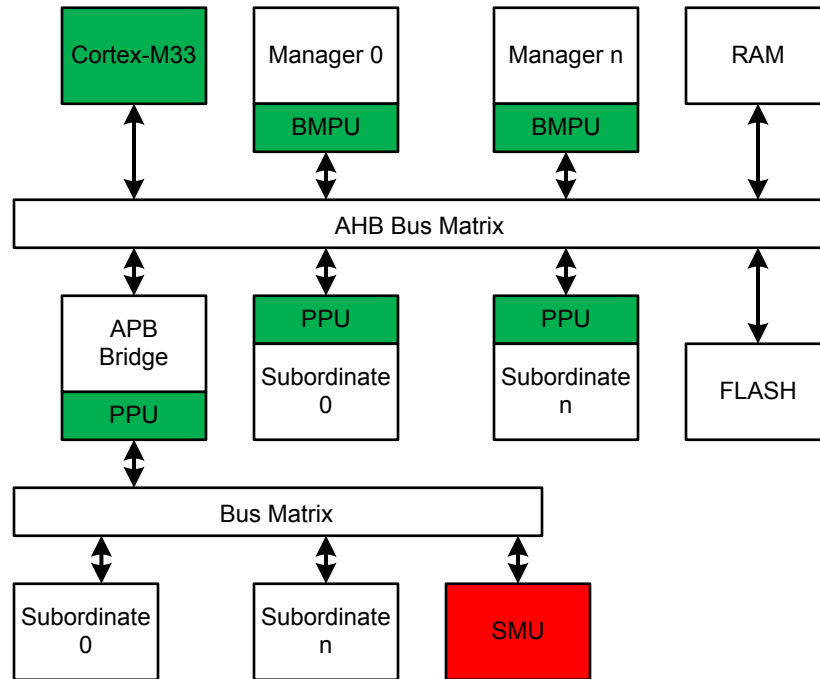 Cortex-M33
Manager 0
Manager n
RAM
BMPU
BMPU
AHB Bus Matrix
APB
Bridge
PPU
PPU
PPU
Subordinate
0
Subordinate
n
FLASH
Bus Matrix
Subordinate
0
Subordinate
n
SMU